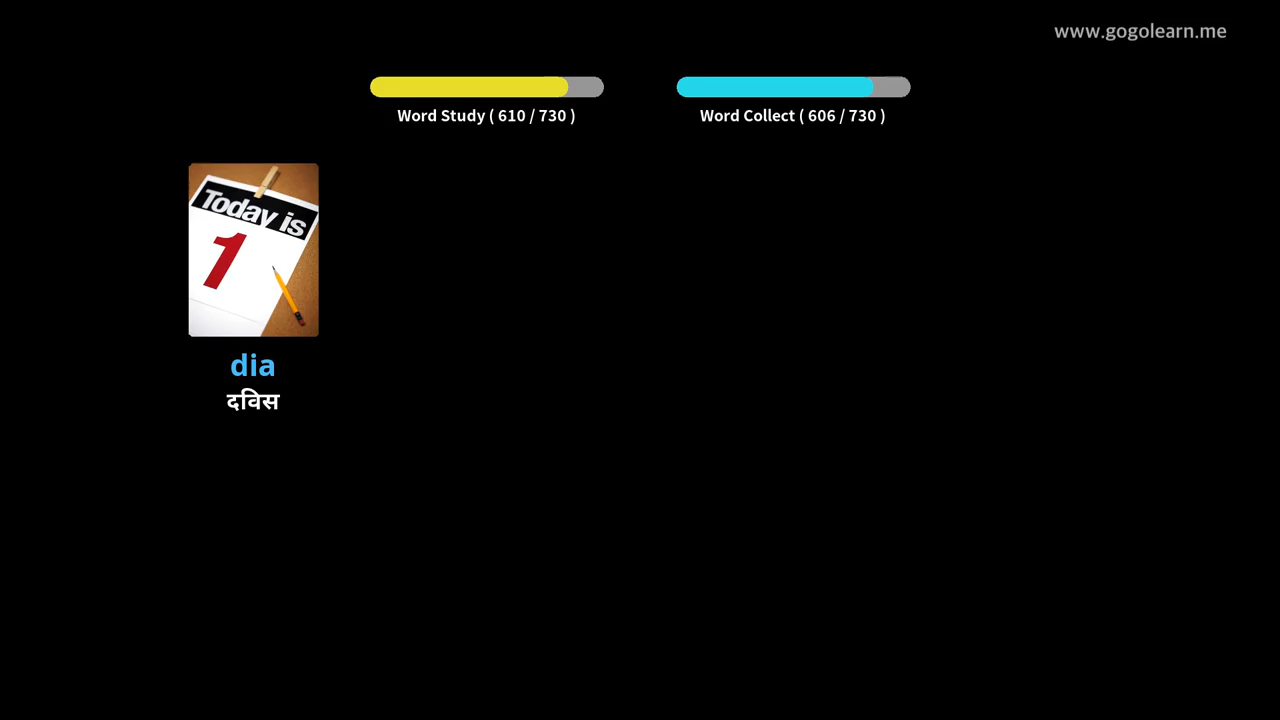 www.gogolearn.me
Word Study ( 610 / 730 )
Word Collect ( 606 / 730 )
Today is
1
dia
दविस